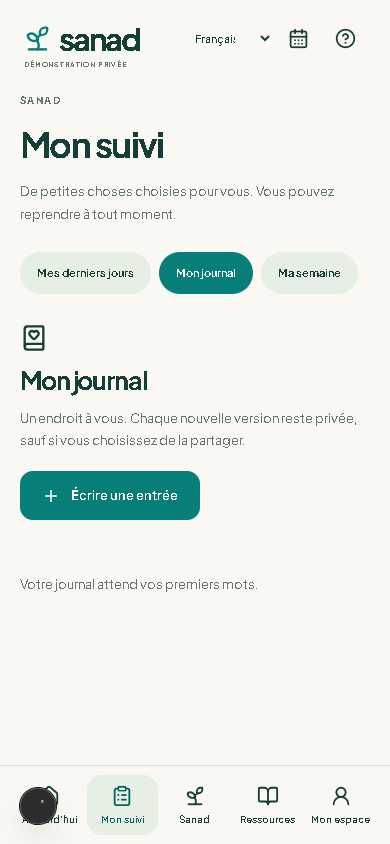 sanad
DÉMONSTRATION PRIVÉE
Français
SANAD
Mon suivi
De petites choses choisies pour vous. Vous pouvez
reprendre à tout moment.
Mes derniers jours
Mon journal
Ma semaine
Mon journal
Un endroit à vous. Chaque nouvelle version reste privée,
sauf si vous choisissez de la partager.
Écrire une entrée
Votre journal attend vos premiers mots.
Mon suivi
Sanad
Ressources
Mon espace